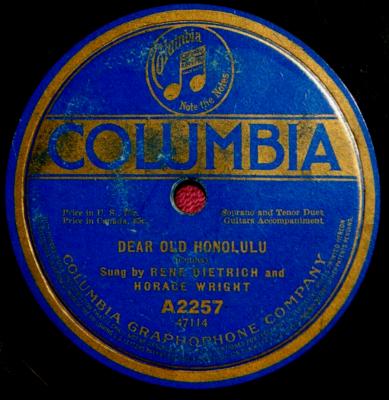 Columbia
Note the Notes
COLUMBIA
Price in U. S., 
Price in Canada,
Soprano and Tenor Duet
Guitars Accompaniment
DEAR OLD HONOLULU
Sung by RENE DIETRICH and
HORACE WRIGHT
A2257
47114
COLUMBIA GRAPHOPHONE COMPANY